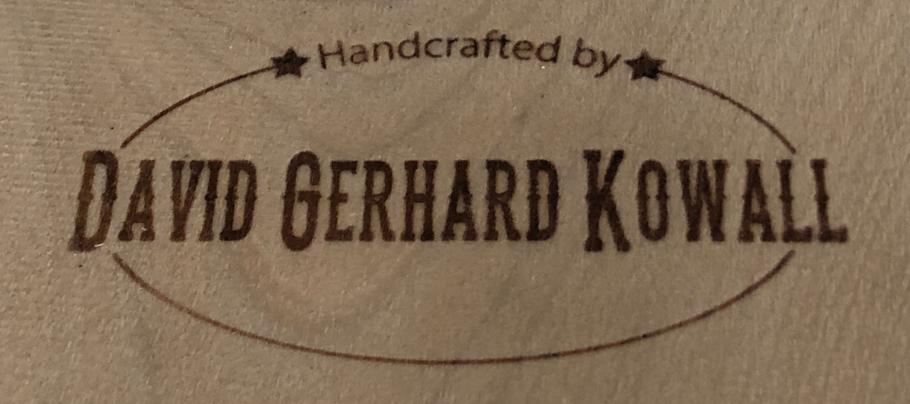 Handcrafted by
DAVID GERHARD KOWALL